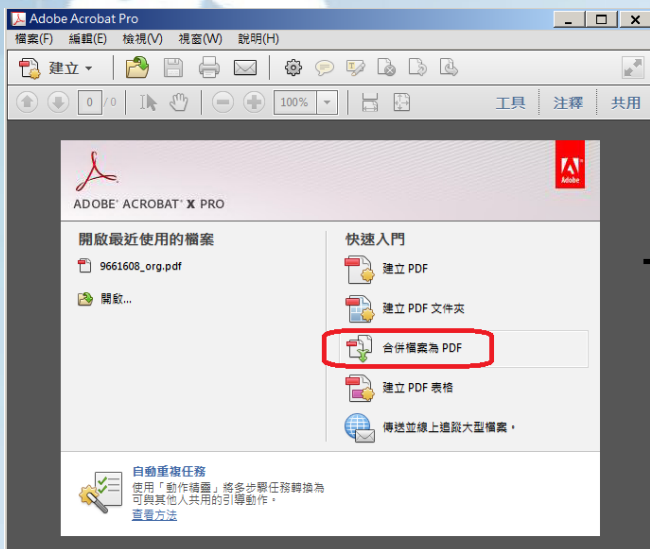 Adobe Acrobat Pro
檔案(F) 編輯(E) 檢視(V) 視窗(W) 說明(H)
建立
0 / 0 100% 工具 注釋 共用
Adobe
ADOBE® ACROBAT® X PRO
開啟最近使用的檔案
9661608_org.pdf
開啟...
快速入門
建立 PDF
建立 PDF 文件夾
合併檔案為 PDF
建立 PDF 表格
傳送並線上追蹤大型檔案。
自動重複任務
使用「動作精靈」將多步驟任務轉換為
可與其他人共用的引導動作。
查看方法